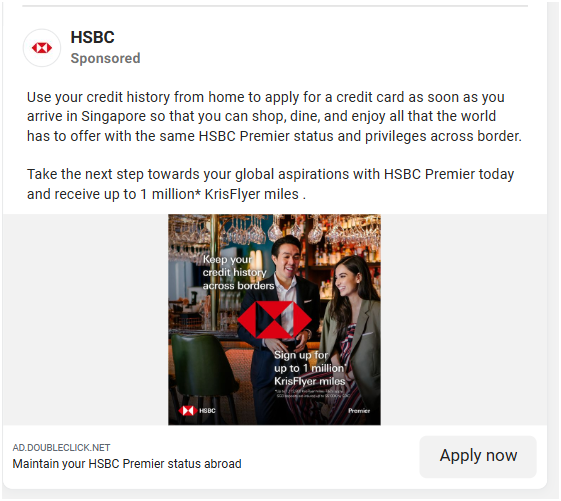 HSBC
Sponsored
Use your credit history from home to apply for a credit card as soon as you
arrive in Singapore so that you can shop, dine, and enjoy all that the world
has to offer with the same HSBC Premier status and privileges across border.
Take the next step towards your global aspirations with HSBC Premier today
and receive up to 1 million* KrisFlyer miles .
Keep your
credit history
across borders
Sign up for
up to 1 million*
KrisFlyer miles
HSBC
Premier
AD.DOUBLECLICK.NET
Maintain your HSBC Premier status abroad
Apply now